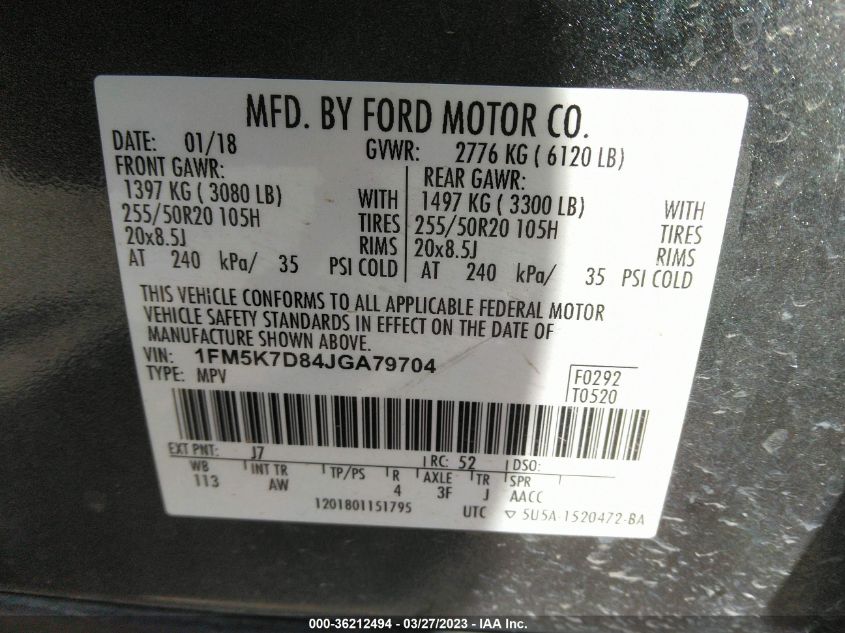 MFD. BY FORD MOTOR CO.
DATE: 01/18 GVWR: 2776 KG ( 6120 LB)
FRONT GAWR: REAR GAWR:
1397 KG ( 3080 LB) WITH 1497 KG ( 3300 LB) WITH
255/50R20 105H TIRES 255/50R20 105H TIRES
20x8.5J RIMS 20x8.5J RIMS
AT 240 kPa/ 35 PSI COLD AT 240 kPa/ 35 PSI COLD
THIS VEHICLE CONFORMS TO ALL APPLICABLE FEDERAL MOTOR
VEHICLE SAFETY STANDARDS IN EFFECT ON THE DATE OF
MANUFACTURE SHOWN ABOVE.
VIN: 1FM5K7D84JGA79704
TYPE: MPV F0292
T0520
EXT PNT: J7 RC: 52 DSO:
WB INT TR TP/PS R AXLE TR SPR
113 AW 4 3F J AACC
1201801151795 UTC ▽ 5U5A-1520472-BA
000-36212494 — 03/27/2023 — IAA Inc.